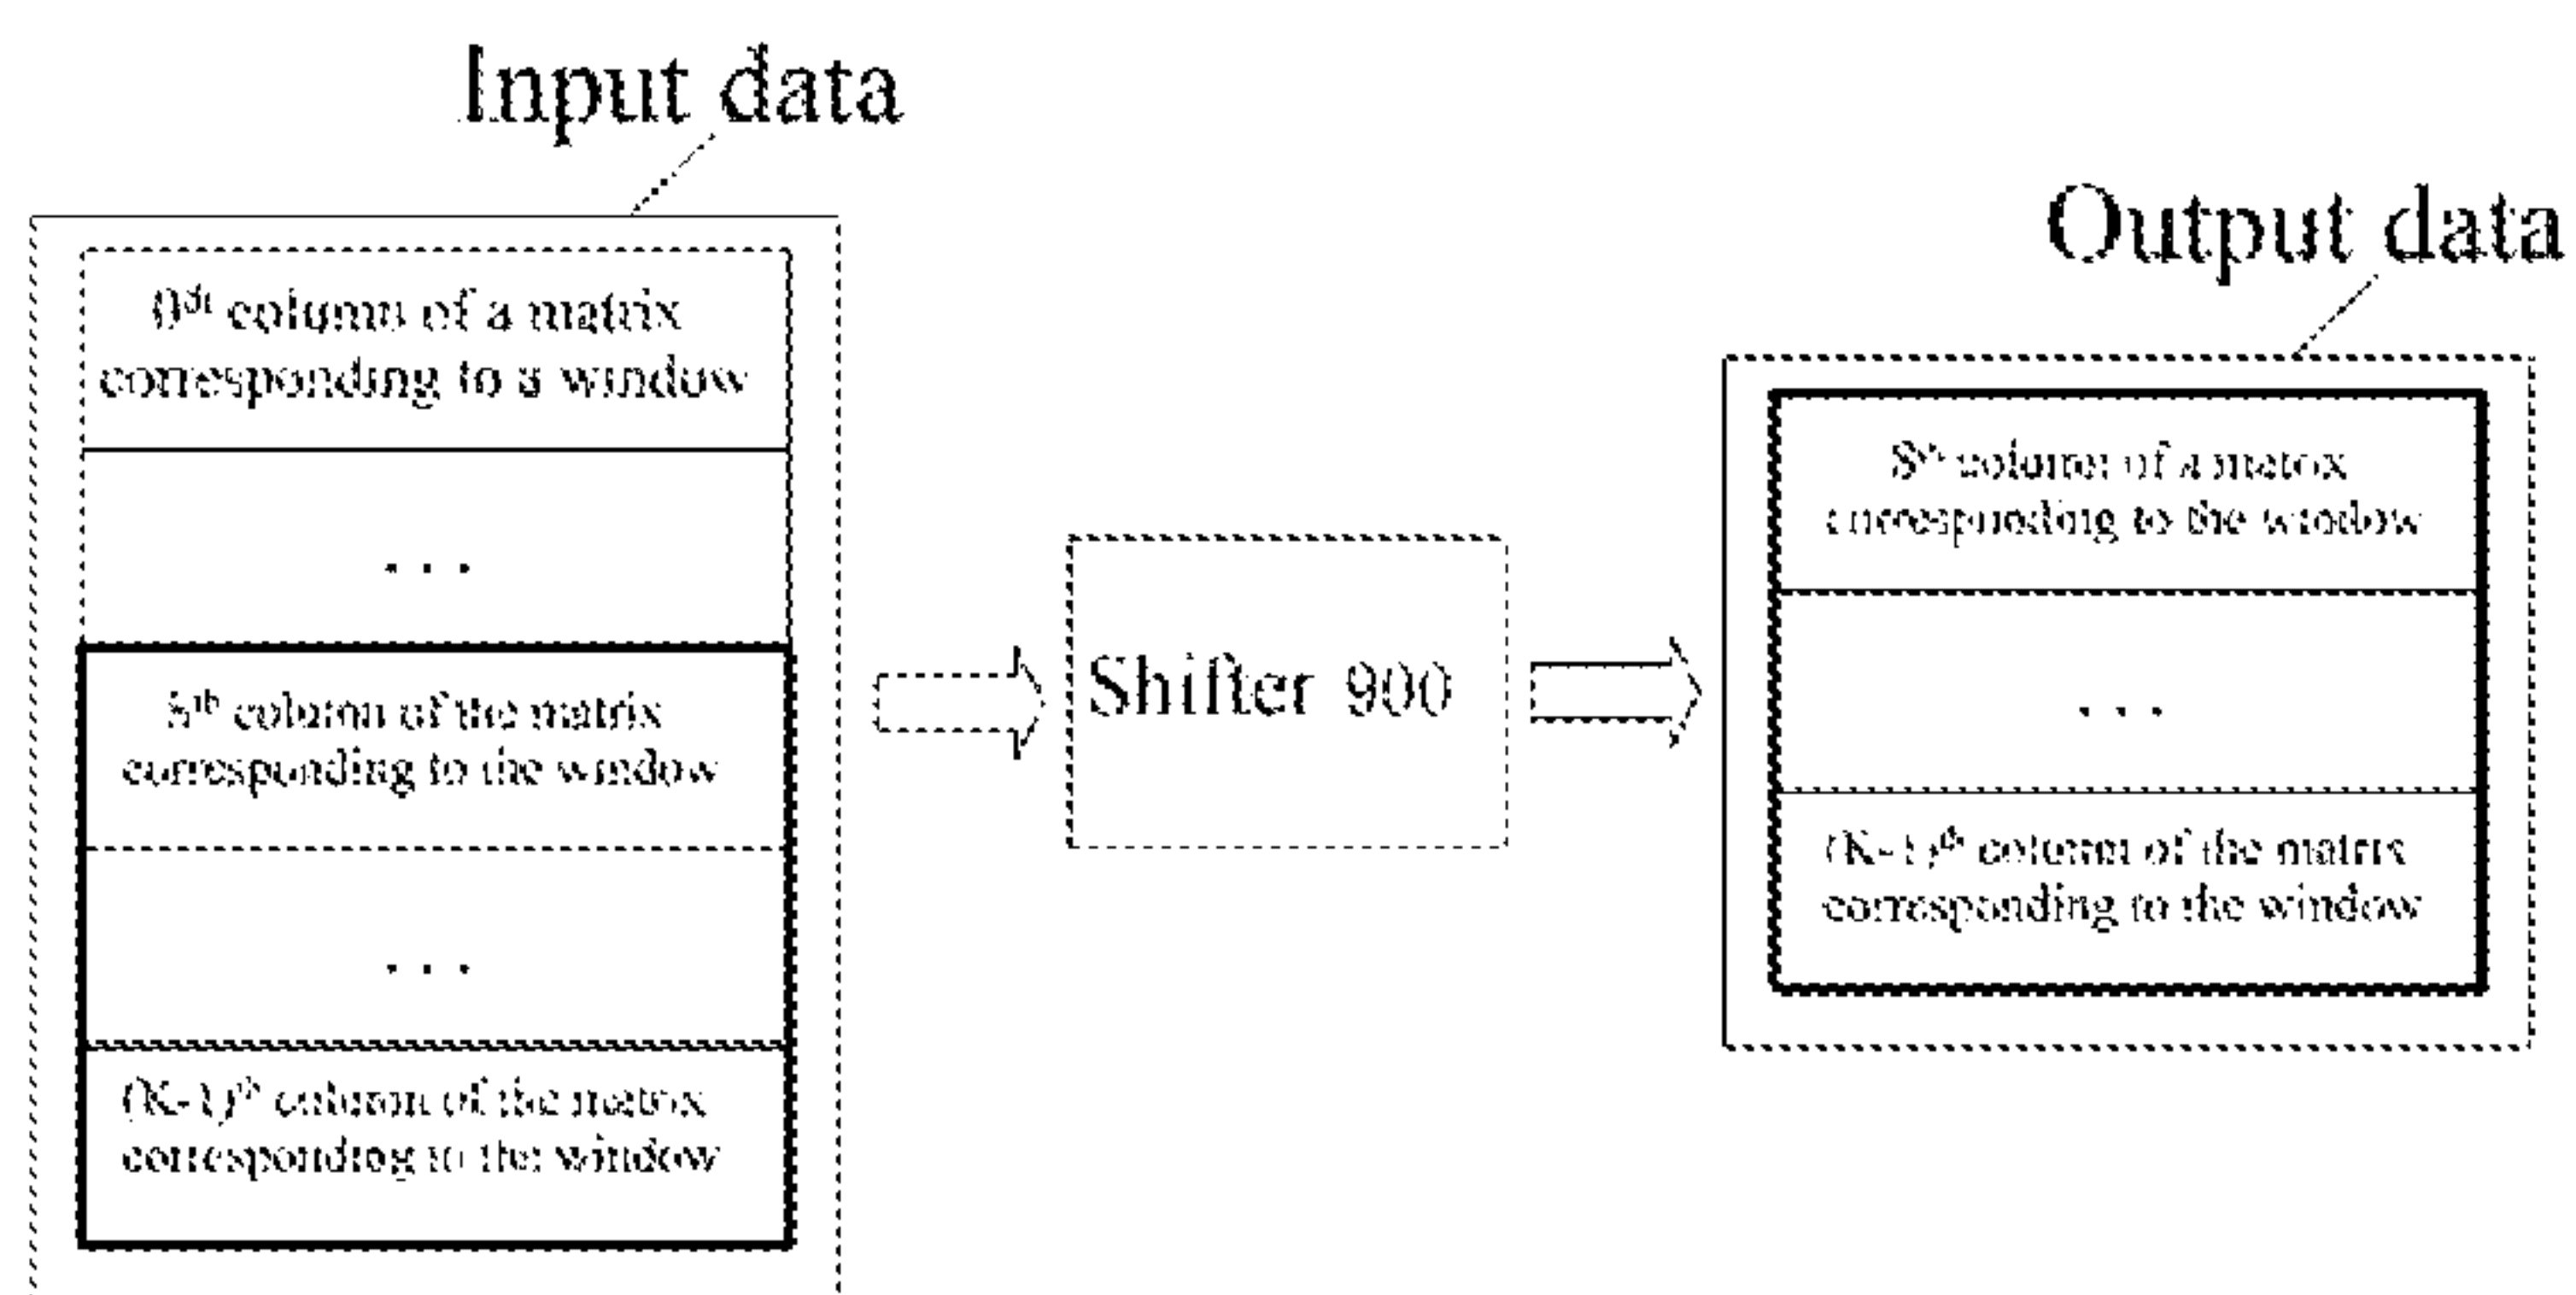 Input data
0th column of a matrix
corresponding to a window
. . .
Sth column of the matrix
corresponding to the window
. . .
(K-1)th column of the matrix
corresponding to the window
Shifter 900
Output data
Sth column of a matrix
corresponding to the window
. . .
(K-1)th column of the matrix
corresponding to the window